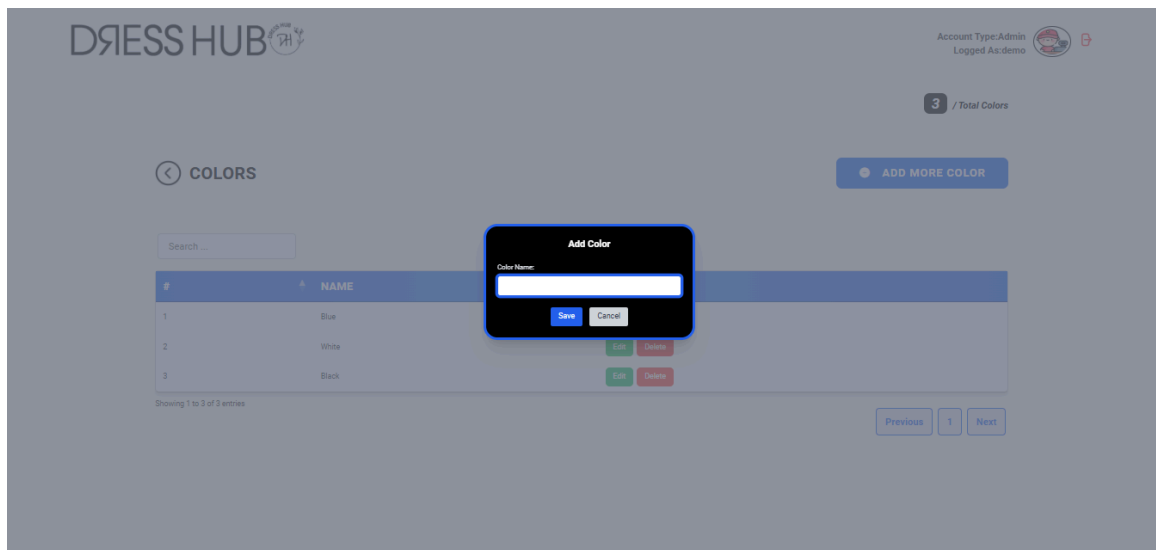 DRESS HUB
Account Type:Admin
Logged As:demo
3 / Total Colors
COLORS
ADD MORE COLOR
Search ...
Add Color
Color Name:
Save Cancel
# NAME
1 Blue
2 White Edit Delete
3 Black Edit Delete
Showing 1 to 3 of 3 entries
Previous 1 Next